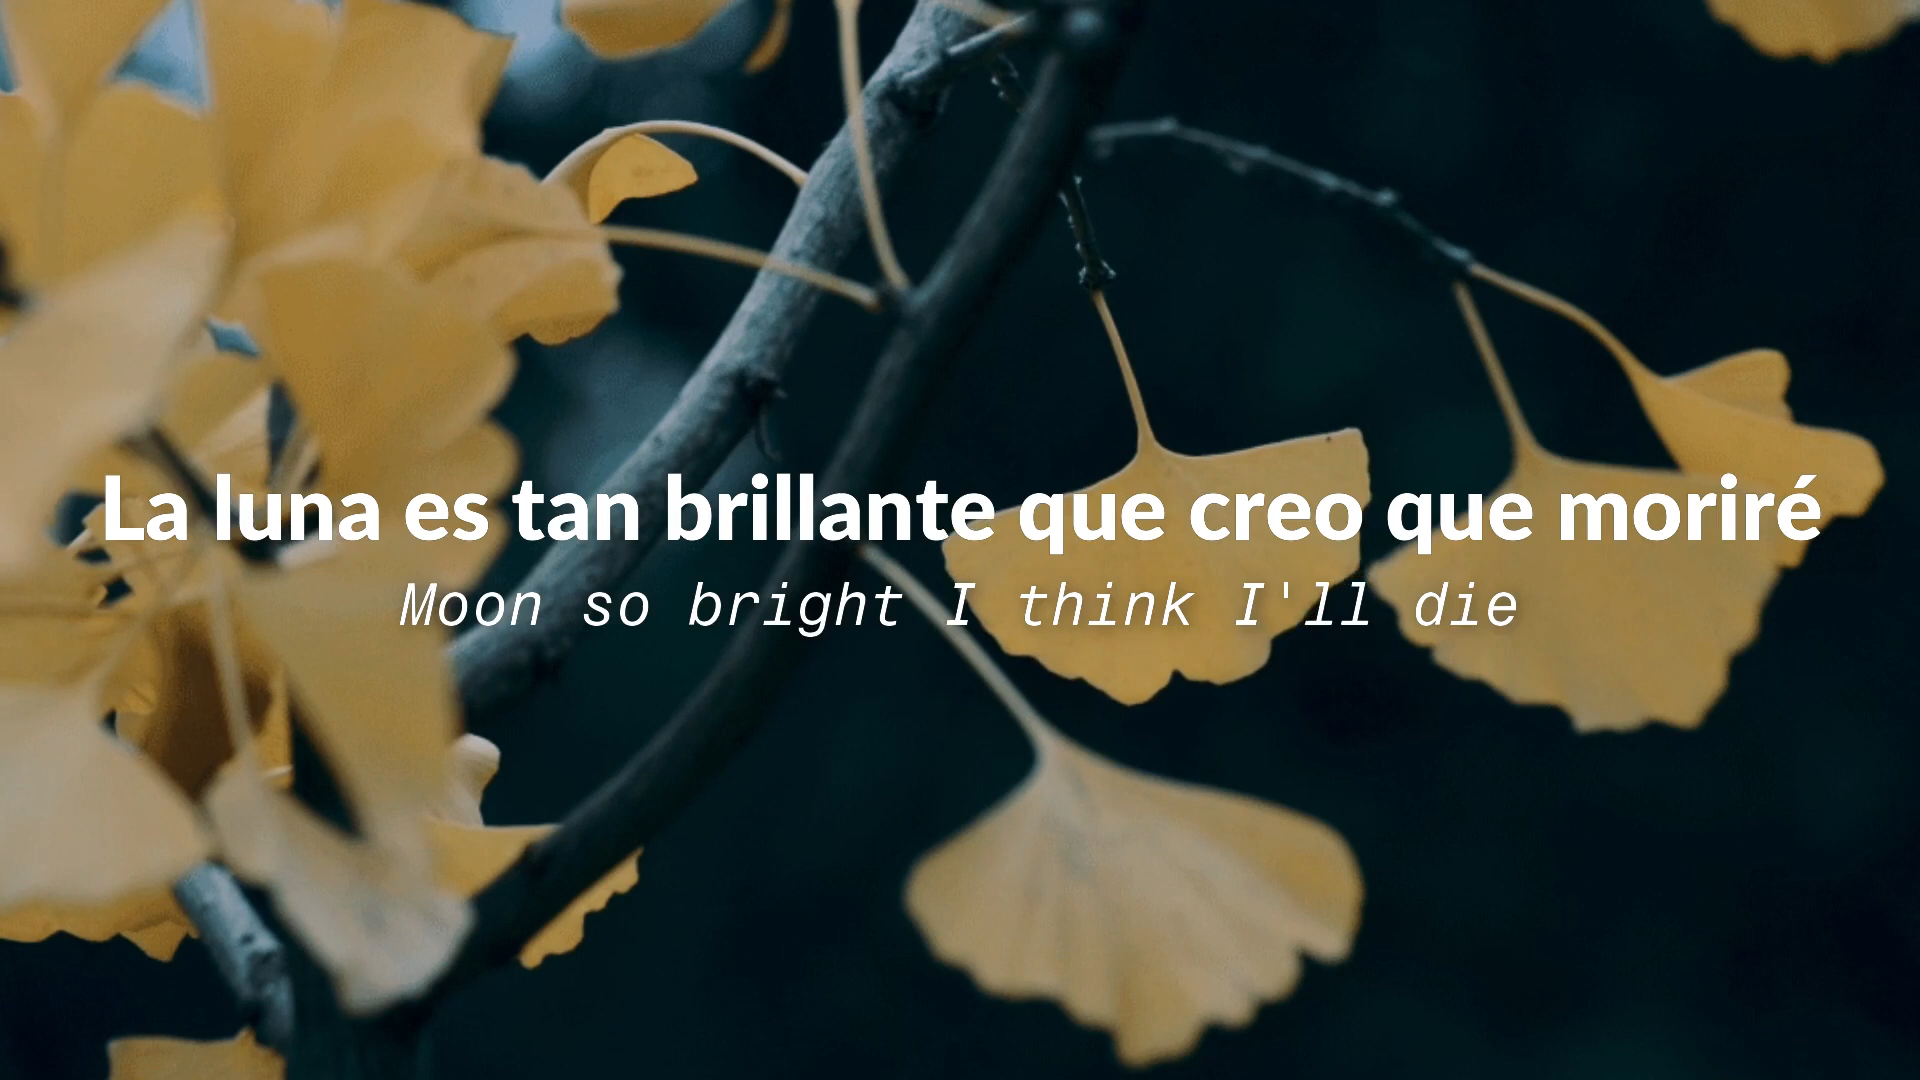 La luna es tan brillante que creo que moriré
Moon so bright I think I'll die